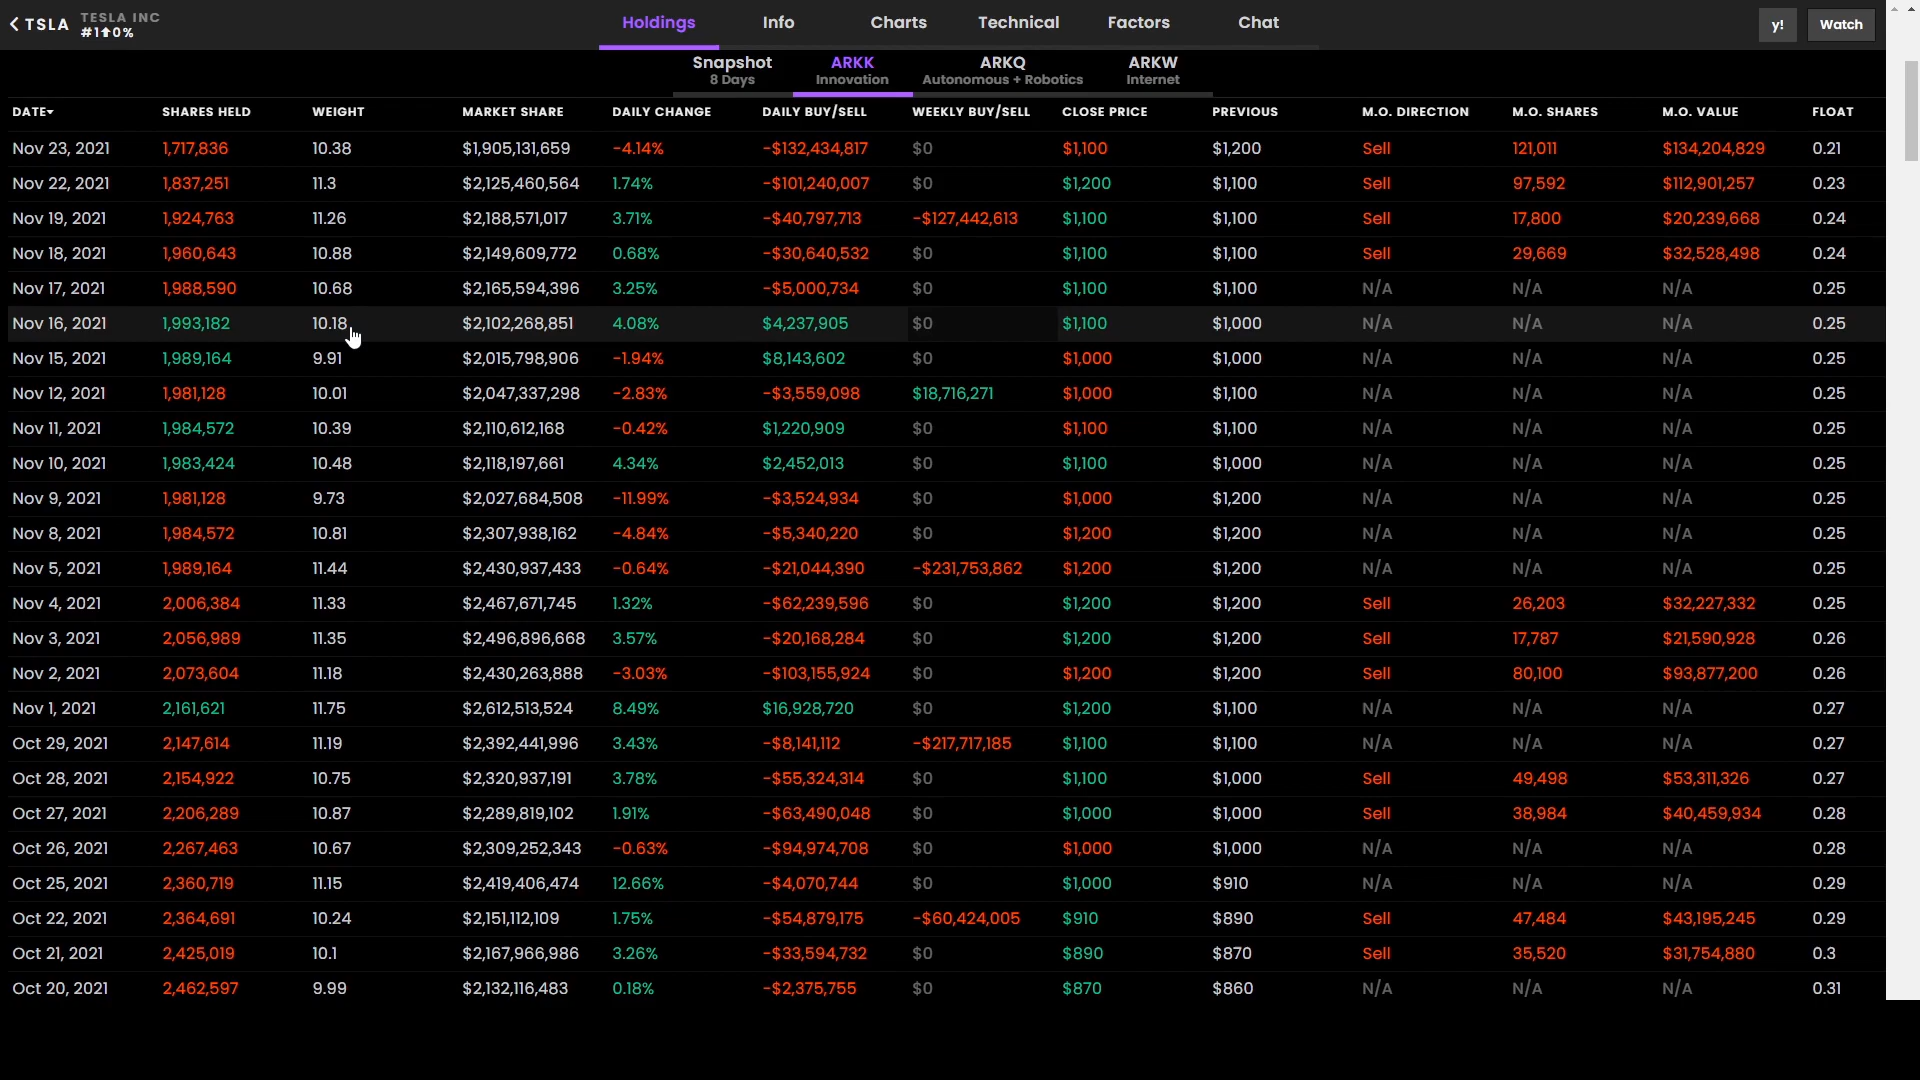 TSLA TESLA INC
#1⬆0%
Holdings Info Charts Technical Factors Chat y! Watch
Snapshot ARKK ARKQ ARKW
8 Days Innovation Autonomous + Robotics Internet
DATE▾ SHARES HELD WEIGHT MARKET SHARE DAILY CHANGE DAILY BUY/SELL WEEKLY BUY/SELL CLOSE PRICE PREVIOUS M.O. DIRECTION M.O. SHARES M.O. VALUE FLOAT
Nov 23, 2021 1,717,836 10.38 $1,905,131,659 -4.14% -$132,434,817 $0 $1,100 $1,200 Sell 121,011 $134,204,829 0.21
Nov 22, 2021 1,837,251 11.3 $2,125,460,564 1.74% -$101,240,007 $0 $1,200 $1,100 Sell 97,592 $112,901,257 0.23
Nov 19, 2021 1,924,763 11.26 $2,188,571,017 3.71% -$40,797,713 -$127,442,613 $1,100 $1,100 Sell 17,800 $20,239,668 0.24
Nov 18, 2021 1,960,643 10.88 $2,149,609,772 0.68% -$30,640,532 $0 $1,100 $1,100 Sell 29,669 $32,528,498 0.24
Nov 17, 2021 1,988,590 10.68 $2,165,594,396 3.25% -$5,000,734 $0 $1,100 $1,100 N/A N/A N/A 0.25
Nov 16, 2021 1,993,182 10.18 $2,102,268,851 4.08% $4,237,905 $0 $1,100 $1,000 N/A N/A N/A 0.25
Nov 15, 2021 1,989,164 9.91 $2,015,798,906 -1.94% $8,143,602 $0 $1,000 $1,000 N/A N/A N/A 0.25
Nov 12, 2021 1,981,128 10.01 $2,047,337,298 -2.83% -$3,559,098 $18,716,271 $1,000 $1,100 N/A N/A N/A 0.25
Nov 11, 2021 1,984,572 10.39 $2,110,612,168 -0.42% $1,220,909 $0 $1,100 $1,100 N/A N/A N/A 0.25
Nov 10, 2021 1,983,424 10.48 $2,118,197,661 4.34% $2,452,013 $0 $1,100 $1,000 N/A N/A N/A 0.25
Nov 9, 2021 1,981,128 9.73 $2,027,684,508 -11.99% -$3,524,934 $0 $1,000 $1,200 N/A N/A N/A 0.25
Nov 8, 2021 1,984,572 10.81 $2,307,938,162 -4.84% -$5,340,220 $0 $1,200 $1,200 N/A N/A N/A 0.25
Nov 5, 2021 1,989,164 11.44 $2,430,937,433 -0.64% -$21,044,390 -$231,753,862 $1,200 $1,200 N/A N/A N/A 0.25
Nov 4, 2021 2,006,384 11.33 $2,467,671,745 1.32% -$62,239,596 $0 $1,200 $1,200 Sell 26,203 $32,227,332 0.25
Nov 3, 2021 2,056,989 11.35 $2,496,896,668 3.57% -$20,168,284 $0 $1,200 $1,200 Sell 17,787 $21,590,928 0.26
Nov 2, 2021 2,073,604 11.18 $2,430,263,888 -3.03% -$103,155,924 $0 $1,200 $1,200 Sell 80,100 $93,877,200 0.26
Nov 1, 2021 2,161,621 11.75 $2,612,513,524 8.49% $16,928,720 $0 $1,200 $1,100 N/A N/A N/A 0.27
Oct 29, 2021 2,147,614 11.19 $2,392,441,996 3.43% -$8,141,112 -$217,717,185 $1,100 $1,100 N/A N/A N/A 0.27
Oct 28, 2021 2,154,922 10.75 $2,320,937,191 3.78% -$55,324,314 $0 $1,100 $1,000 Sell 49,498 $53,311,326 0.27
Oct 27, 2021 2,206,289 10.87 $2,289,819,102 1.91% -$63,490,048 $0 $1,000 $1,000 Sell 38,984 $40,459,934 0.28
Oct 26, 2021 2,267,463 10.67 $2,309,252,343 -0.63% -$94,974,708 $0 $1,000 $1,000 N/A N/A N/A 0.28
Oct 25, 2021 2,360,719 11.15 $2,419,406,474 12.66% -$4,070,744 $0 $1,000 $910 N/A N/A N/A 0.29
Oct 22, 2021 2,364,691 10.24 $2,151,112,109 1.75% -$54,879,175 -$60,424,005 $910 $890 Sell 47,484 $43,195,245 0.29
Oct 21, 2021 2,425,019 10.1 $2,167,966,986 3.26% -$33,594,732 $0 $890 $870 Sell 35,520 $31,754,880 0.3
Oct 20, 2021 2,462,597 9.99 $2,132,116,483 0.18% -$2,375,755 $0 $870 $860 N/A N/A N/A 0.31